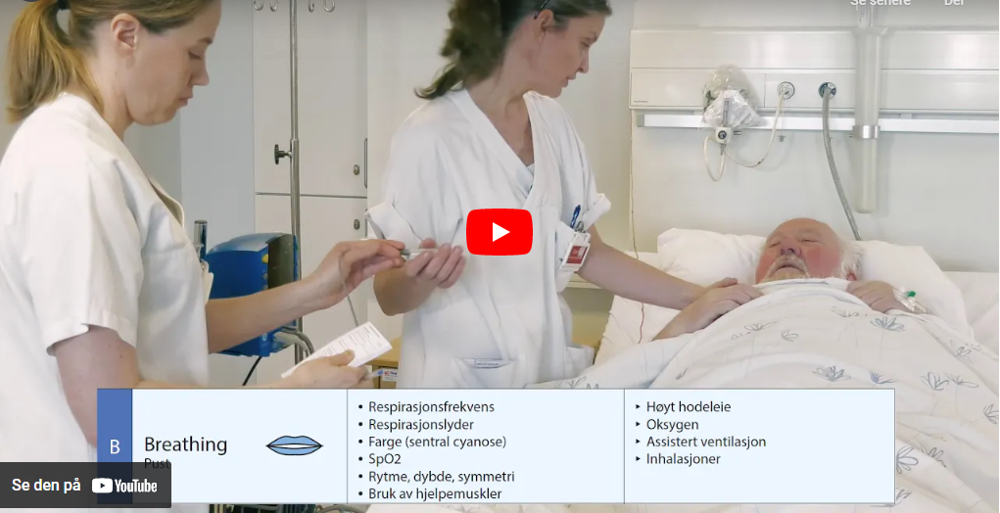 Se senere Del
B
Breathing
Pust
• Respirasjonsfrekvens
• Respirasjonslyder
• Farge (sentral cyanose)
• SpO2
• Rytme, dybde, symmetri
• Bruk av hjelpemuskler
▸ Høyt hodeleie
▸ Oksygen
▸ Assistert ventilasjon
▸ Inhalasjoner
Se den på YouTube